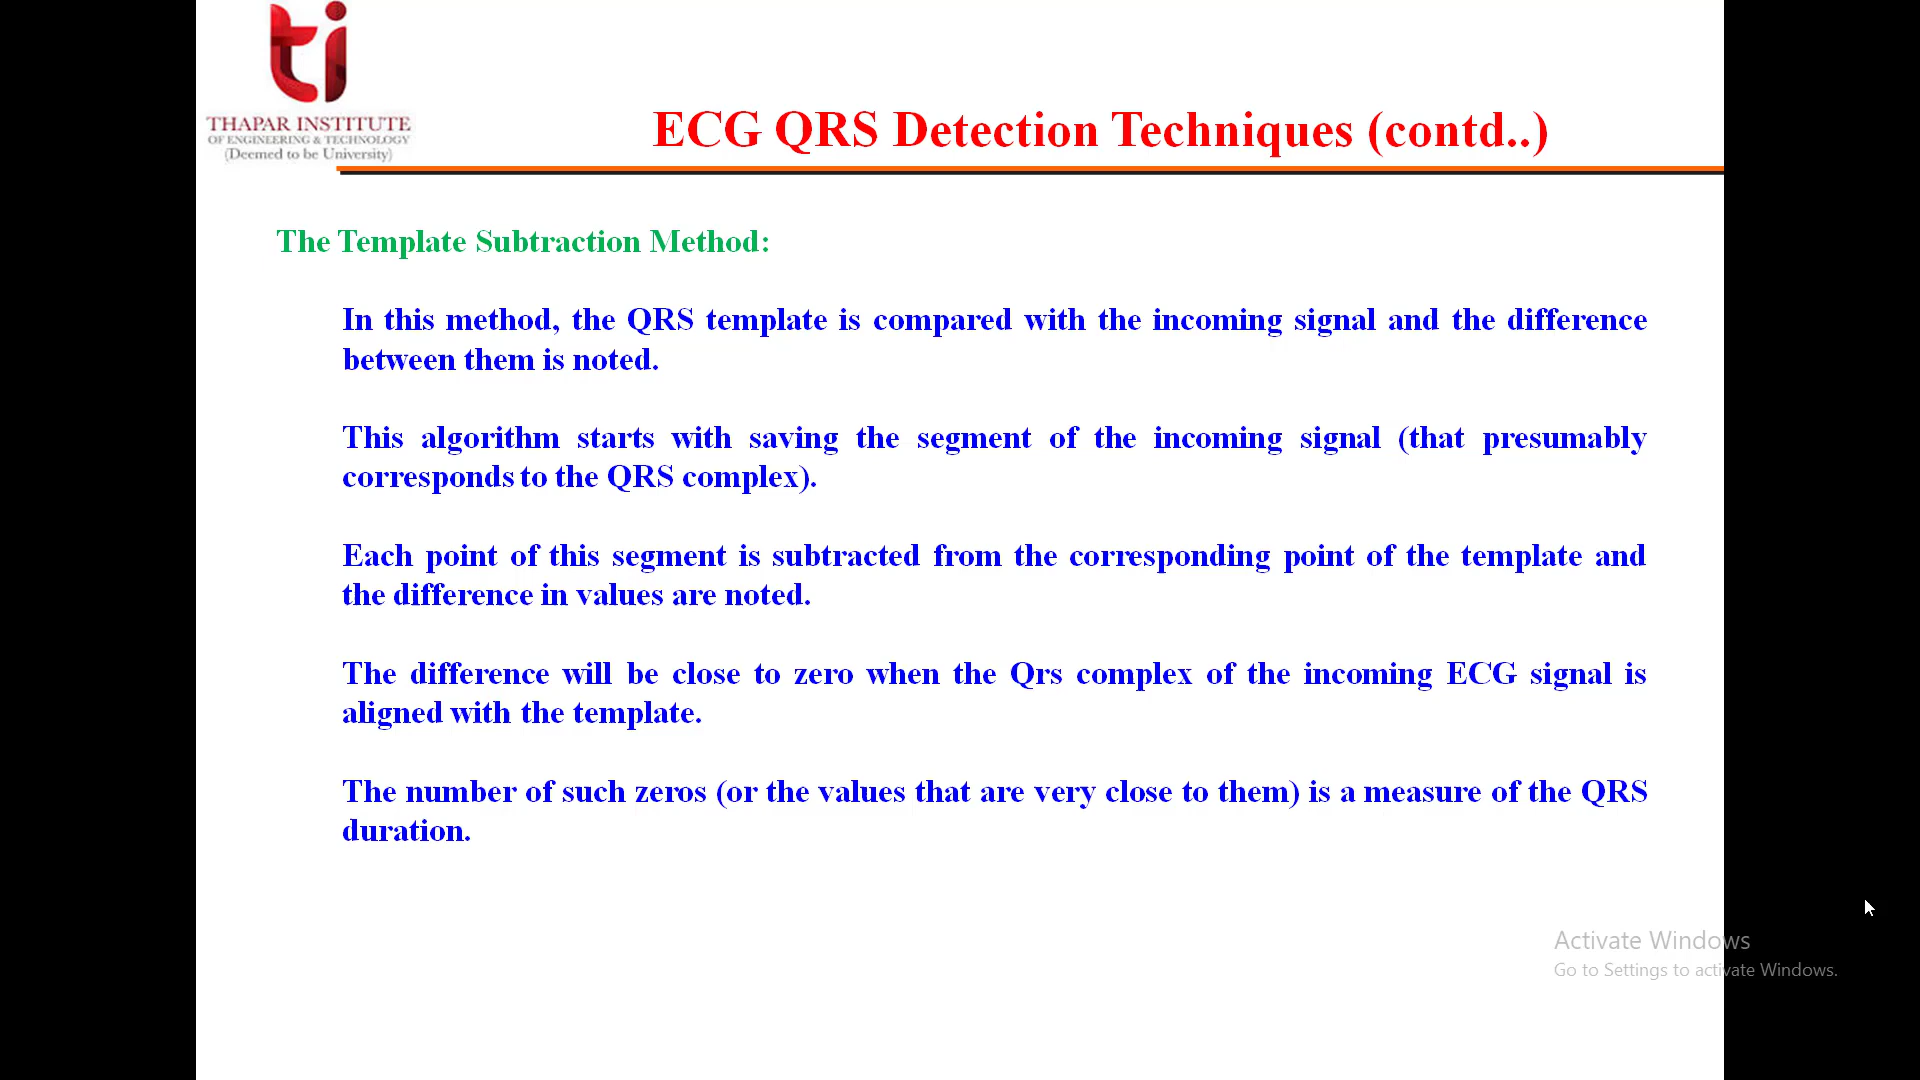 ti
THAPAR INSTITUTE
OF ENGINEERING & TECHNOLOGY
(Deemed to be University)
ECG QRS Detection Techniques (contd..)
The Template Subtraction Method:
In this method, the QRS template is compared with the incoming signal and the difference
between them is noted.
This algorithm starts with saving the segment of the incoming signal (that presumably
corresponds to the QRS complex).
Each point of this segment is subtracted from the corresponding point of the template and
the difference in values are noted.
The difference will be close to zero when the Qrs complex of the incoming ECG signal is
aligned with the template.
The number of such zeros (or the values that are very close to them) is a measure of the QRS
duration.
Activate Windows
Go to Settings to activate Windows.